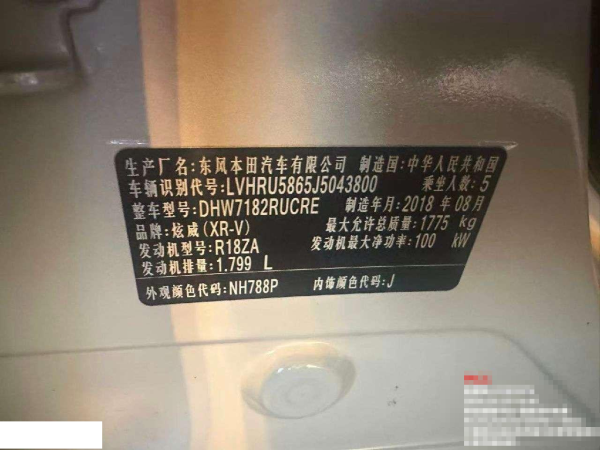 生产厂名:东风本田汽车有限公司 制造国:中华人民共和国
车辆识别代号:LVHRU5865J5043800 乘坐人数:5
整车型号:DHW7182RUCRE 制造年月:2018 年 08月
品牌:炫威(XR-V) 最大允许总质量:1775 kg
发动机型号:R18ZA 发动机最大净功率:100 kW
发动机排量:1.799 L
外观颜色代码:NH788P 内饰颜色代码:J